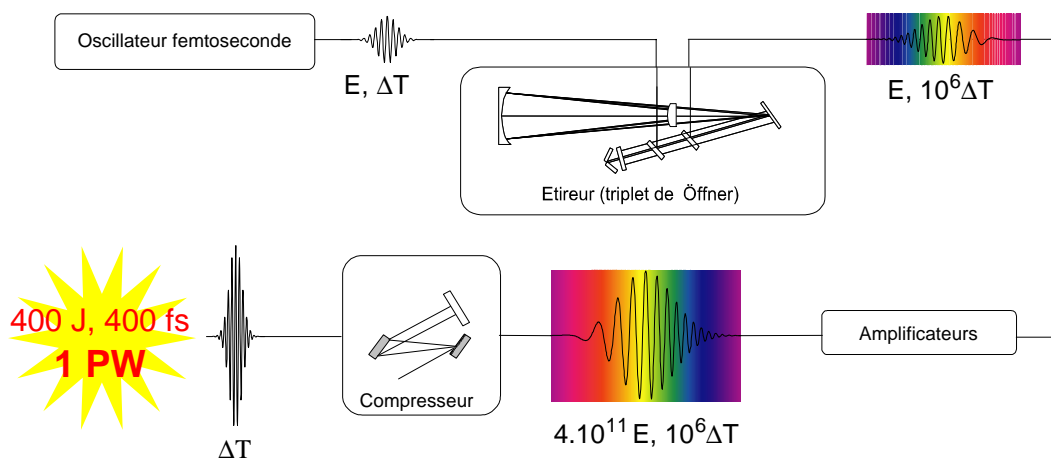 Oscillateur femtoseconde
E, ΔT
E, 10⁶ΔT
Etireur (triplet de Öffner)
400 J, 400 fs
1 PW
ΔT
Compresseur
4.10¹¹ E, 10⁶ΔT
Amplificateurs